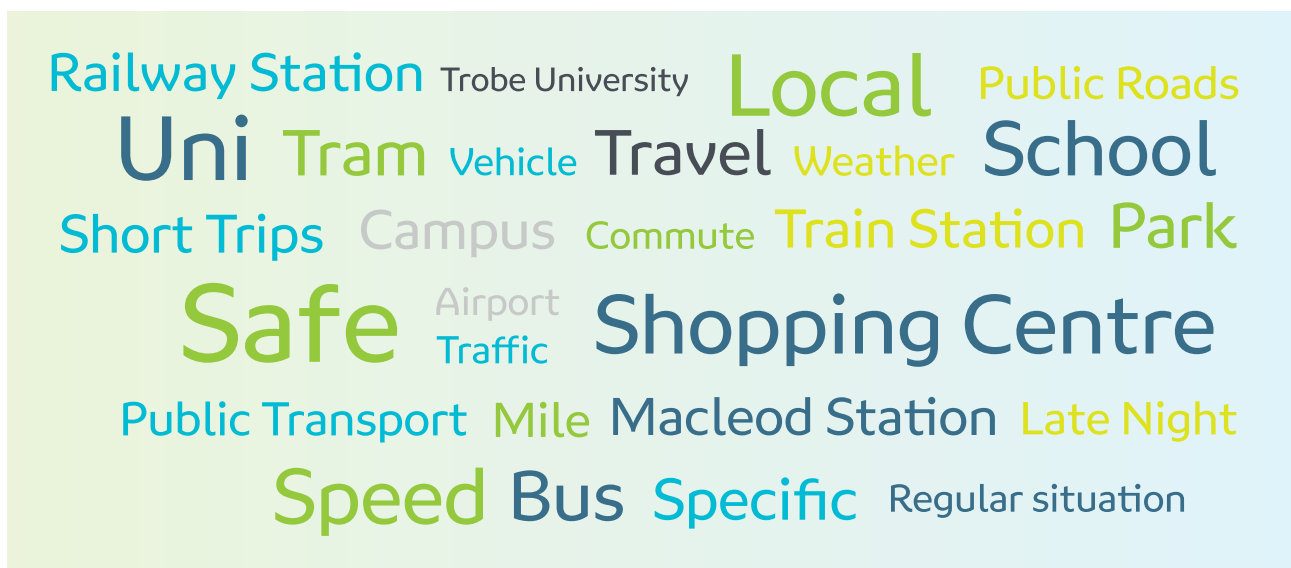 Railway Station Trobe University Local Public Roads
Uni Tram Vehicle Travel Weather School
Short Trips Campus Commute Train Station Park
Safe Airport Shopping Centre
Traffic
Public Transport Mile Macleod Station Late Night
Speed Bus Specific Regular situation